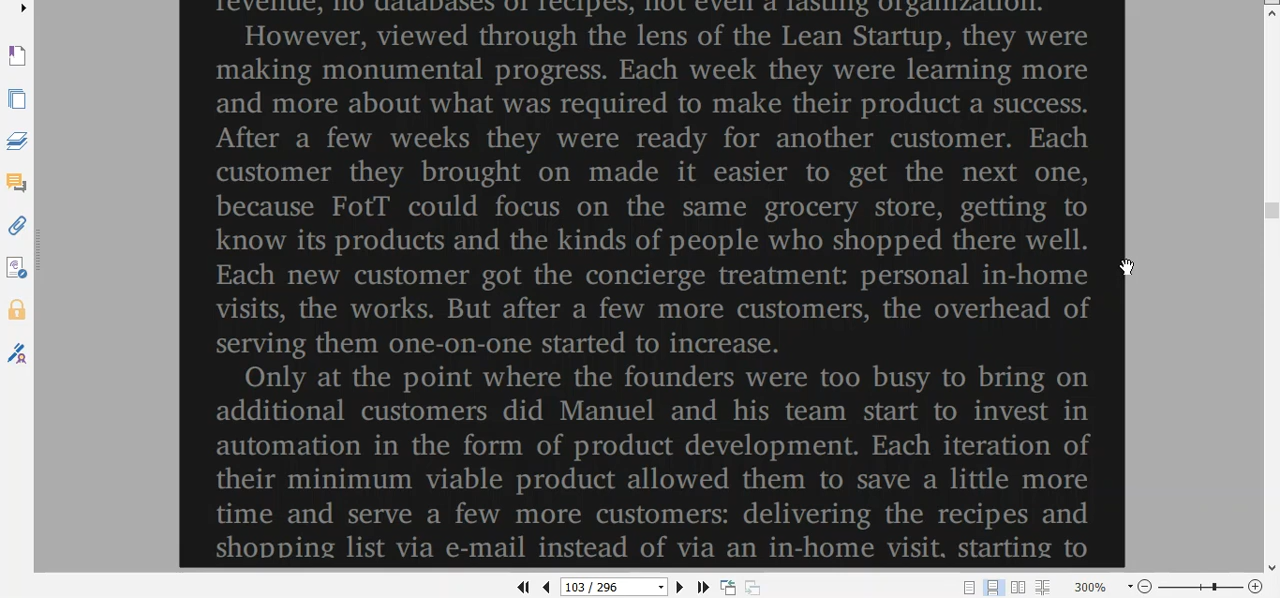 revenue, no databases of recipes, not even a lasting organization.
However, viewed through the lens of the Lean Startup, they were
making monumental progress. Each week they were learning more
and more about what was required to make their product a success.
After a few weeks they were ready for another customer. Each
customer they brought on made it easier to get the next one,
because FotT could focus on the same grocery store, getting to
know its products and the kinds of people who shopped there well.
Each new customer got the concierge treatment: personal in-home
visits, the works. But after a few more customers, the overhead of
serving them one-on-one started to increase.
Only at the point where the founders were too busy to bring on
additional customers did Manuel and his team start to invest in
automation in the form of product development. Each iteration of
their minimum viable product allowed them to save a little more
time and serve a few more customers: delivering the recipes and
shopping list via e-mail instead of via an in-home visit, starting to
103 / 296
300%